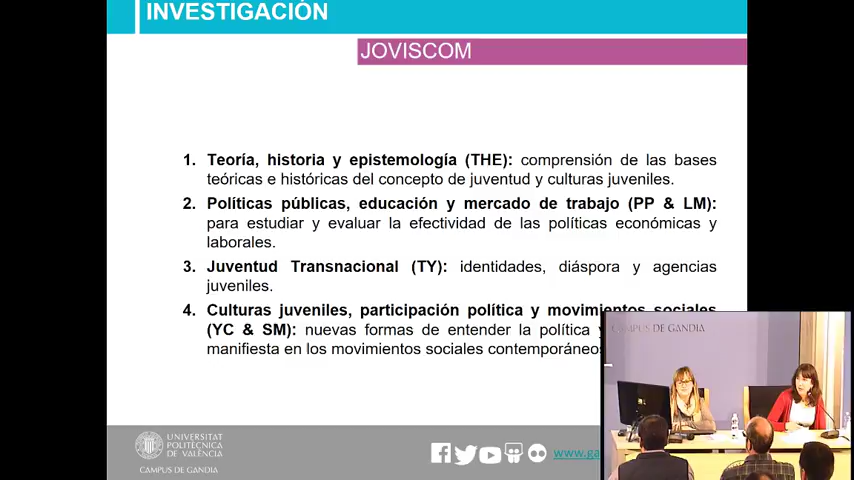 INVESTIGACIÓN
JOVISCOM
1. Teoría, historia y epistemología (THE): comprensión de las bases
teóricas e históricas del concepto de juventud y culturas juveniles.
2. Políticas públicas, educación y mercado de trabajo (PP & LM):
para estudiar y evaluar la efectividad de las políticas económicas y
laborales.
3. Juventud Transnacional (TY): identidades, diáspora y agencias
juveniles.
4. Culturas juveniles, participación política y movimientos sociales
(YC & SM): nuevas formas de entender la política y
manifiesta en los movimientos sociales contemporáneos
CAMPUS DE GANDIA
UNIVERSITAT
POLITÈCNICA
DE VALÈNCIA
CAMPUS DE GANDIA
www.ga